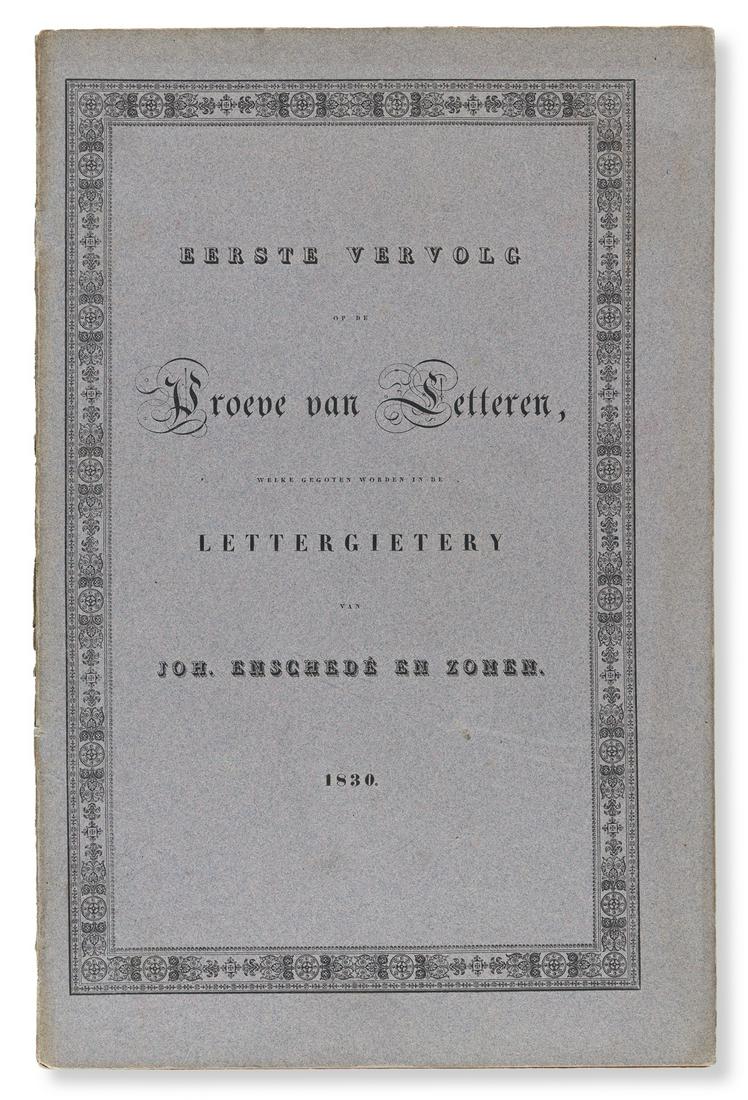 EERSTE VERVOLG
OP DE
Proeve van Letteren,
WELKE GEGOTEN WORDEN IN DE
LETTERGIETERY
VAN
JOH. ENSCHEDÉ EN ZONEN.
1830.